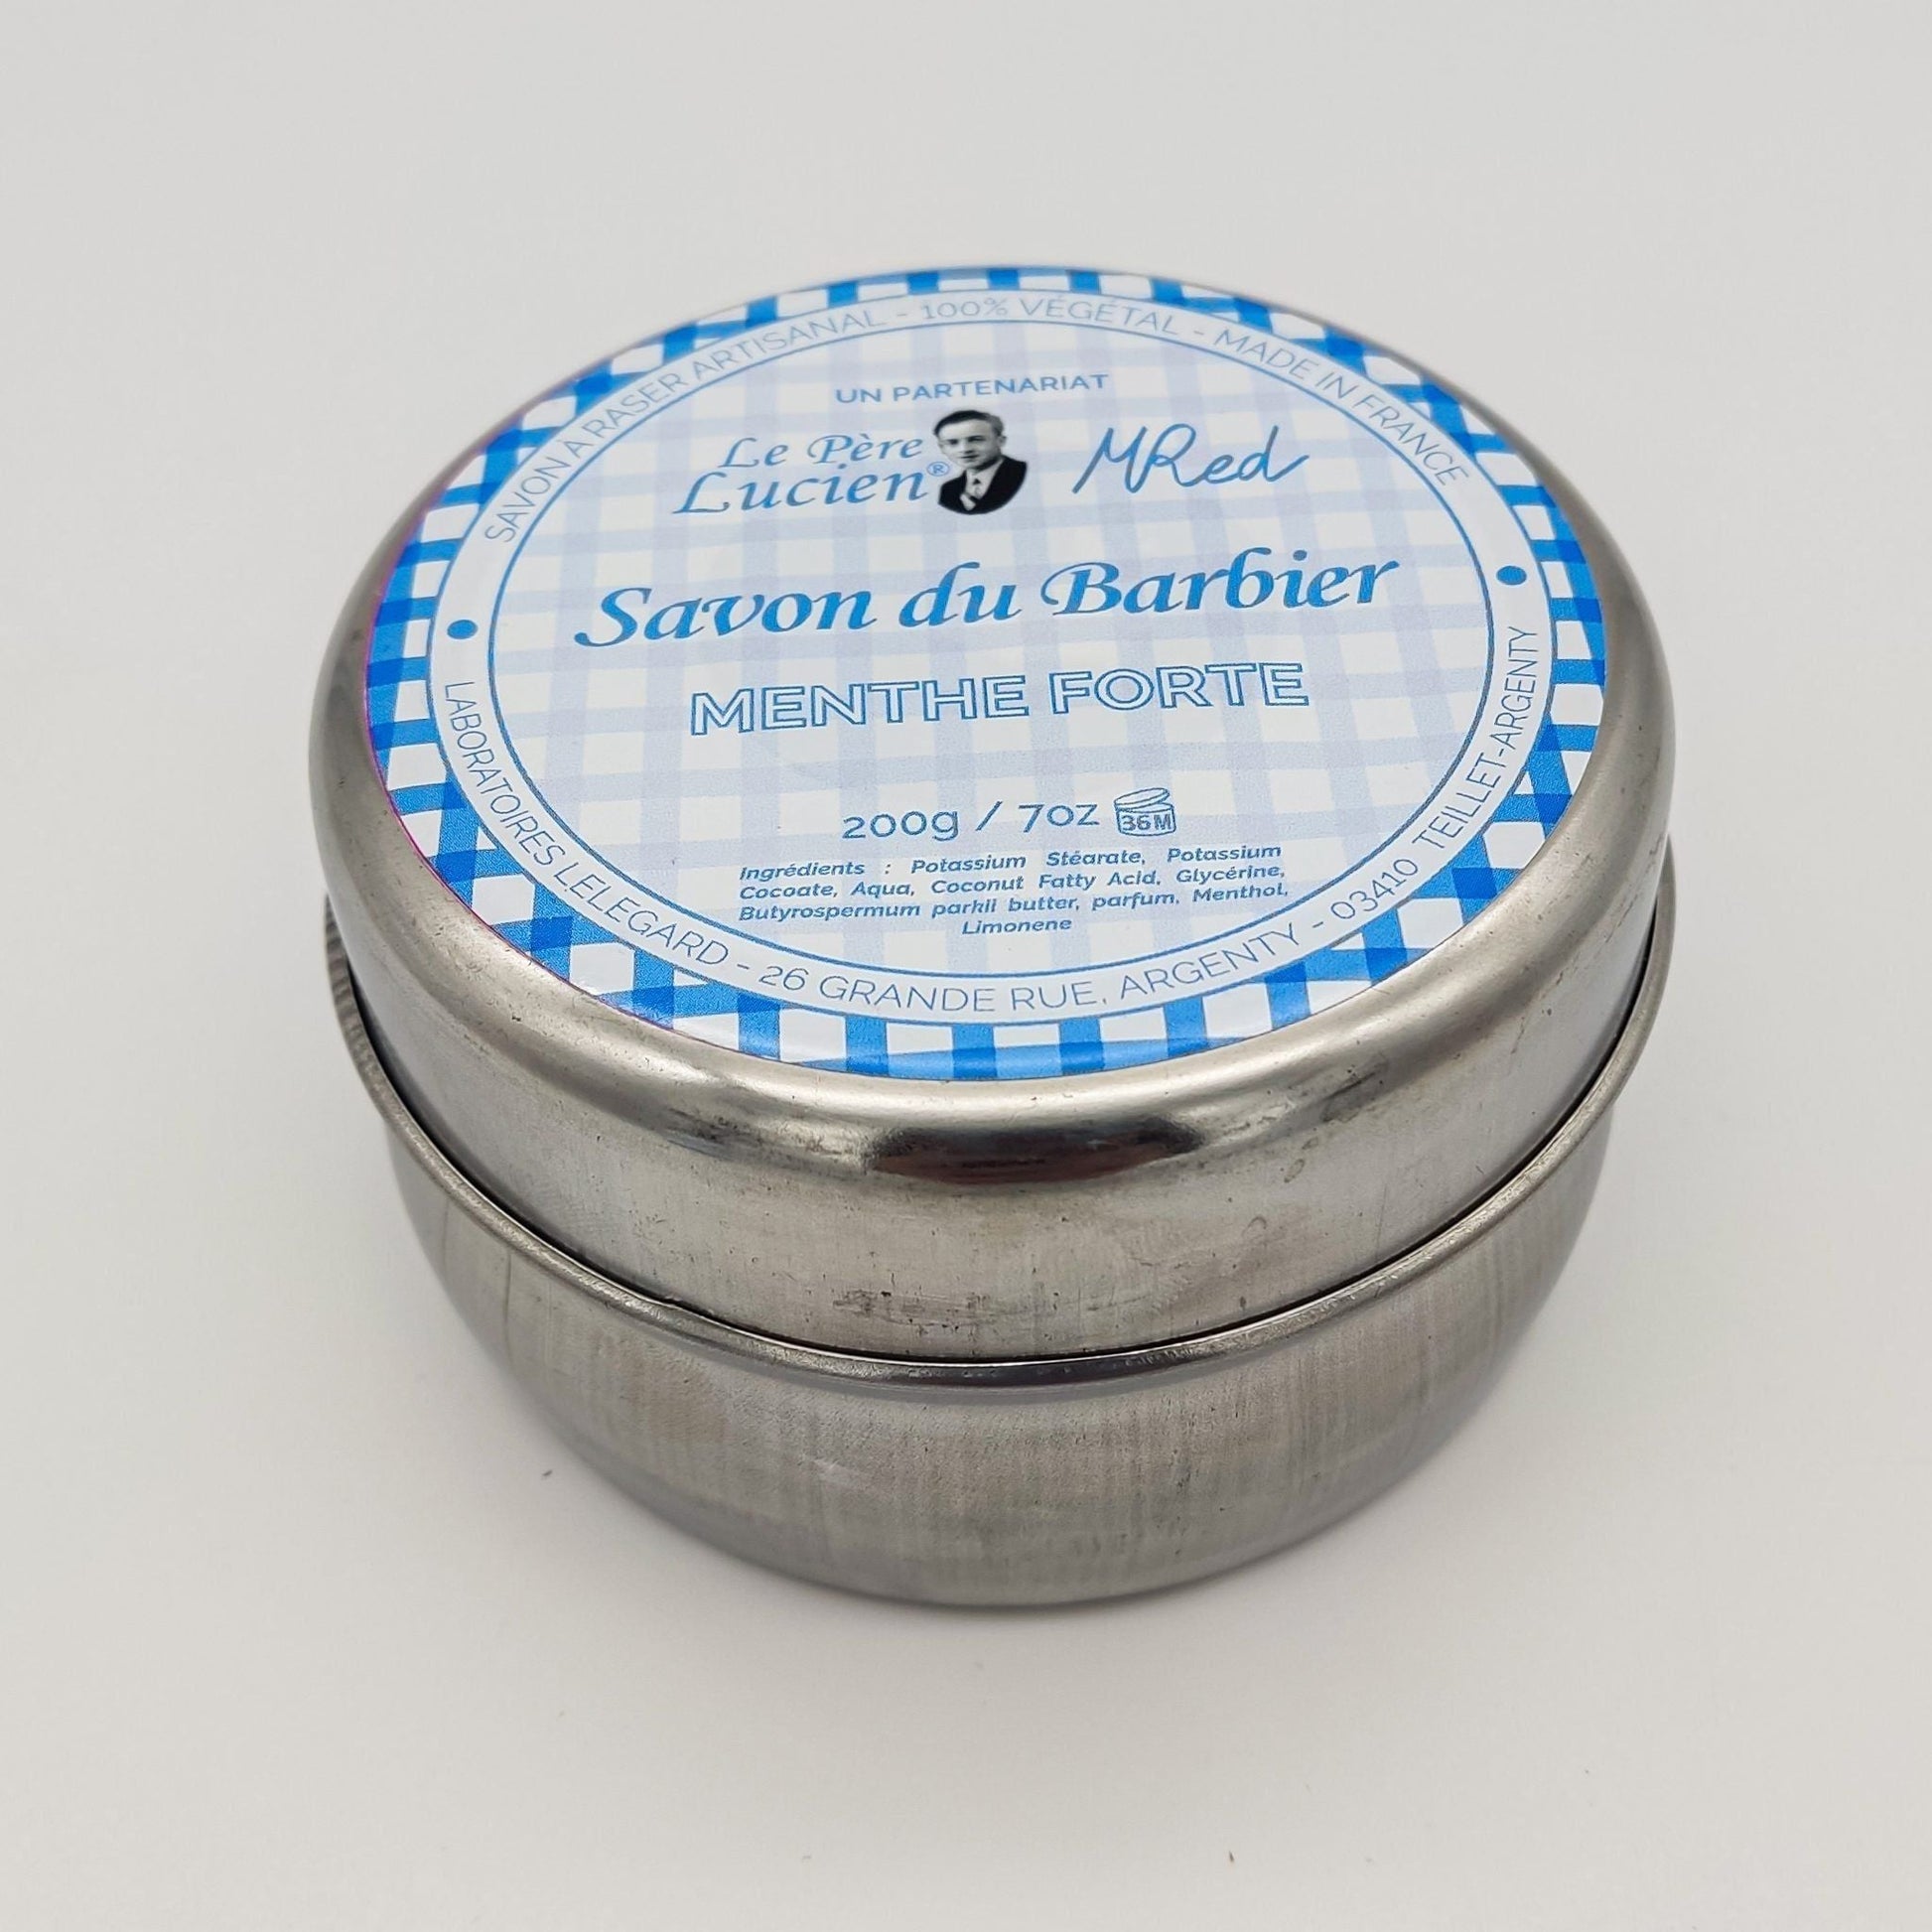 SAVON À RASER ARTISANAL - 100% VÉGÉTAL - MADE IN FRANCE
UN PARTENARIAT
Le Père
Lucien®
MRed
Savon du Barbier
MENTHE FORTE
200g / 7oz 36M
Ingrédients : Potassium Stéarate, Potassium
Cocoate, Aqua, Coconut Fatty Acid, Glycérine,
Butyrospermum parkii butter, parfum, Menthol,
Limonene
LABORATOIRES LELEGARD - 26 GRANDE RUE, ARGENTY - 03410 TEILLET-ARGENTY